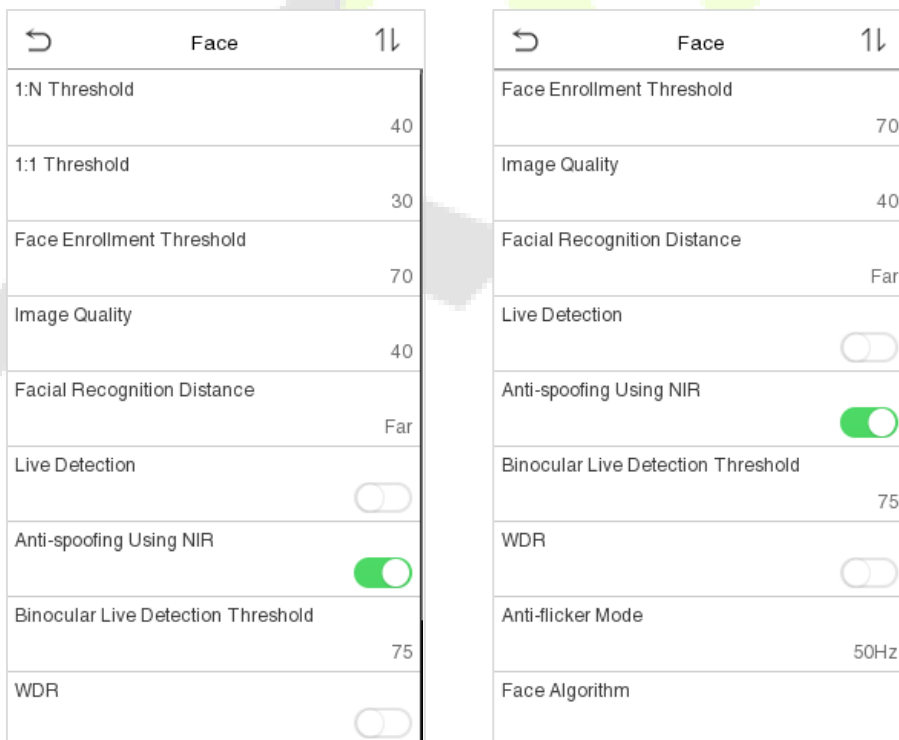 Face
1:N Threshold
40
1:1 Threshold
30
Face Enrollment Threshold
70
Image Quality
40
Facial Recognition Distance
Far
Live Detection
Anti-spoofing Using NIR
Binocular Live Detection Threshold
75
WDR
Face
Face Enrollment Threshold
70
Image Quality
40
Facial Recognition Distance
Far
Live Detection
Anti-spoofing Using NIR
Binocular Live Detection Threshold
75
WDR
Anti-flicker Mode
50Hz
Face Algorithm